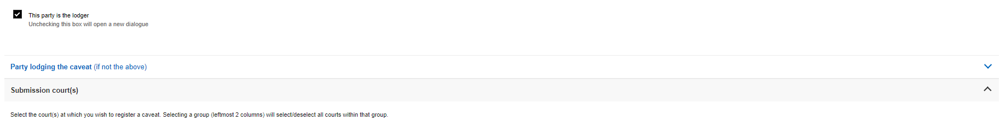 This party is the lodger
Unchecking this box will open a new dialogue
Party lodging the caveat (if not the above)
Submission court(s)
Select the court(s) at which you wish to register a caveat. Selecting a group (leftmost 2 columns) will select/deselect all courts within that group.